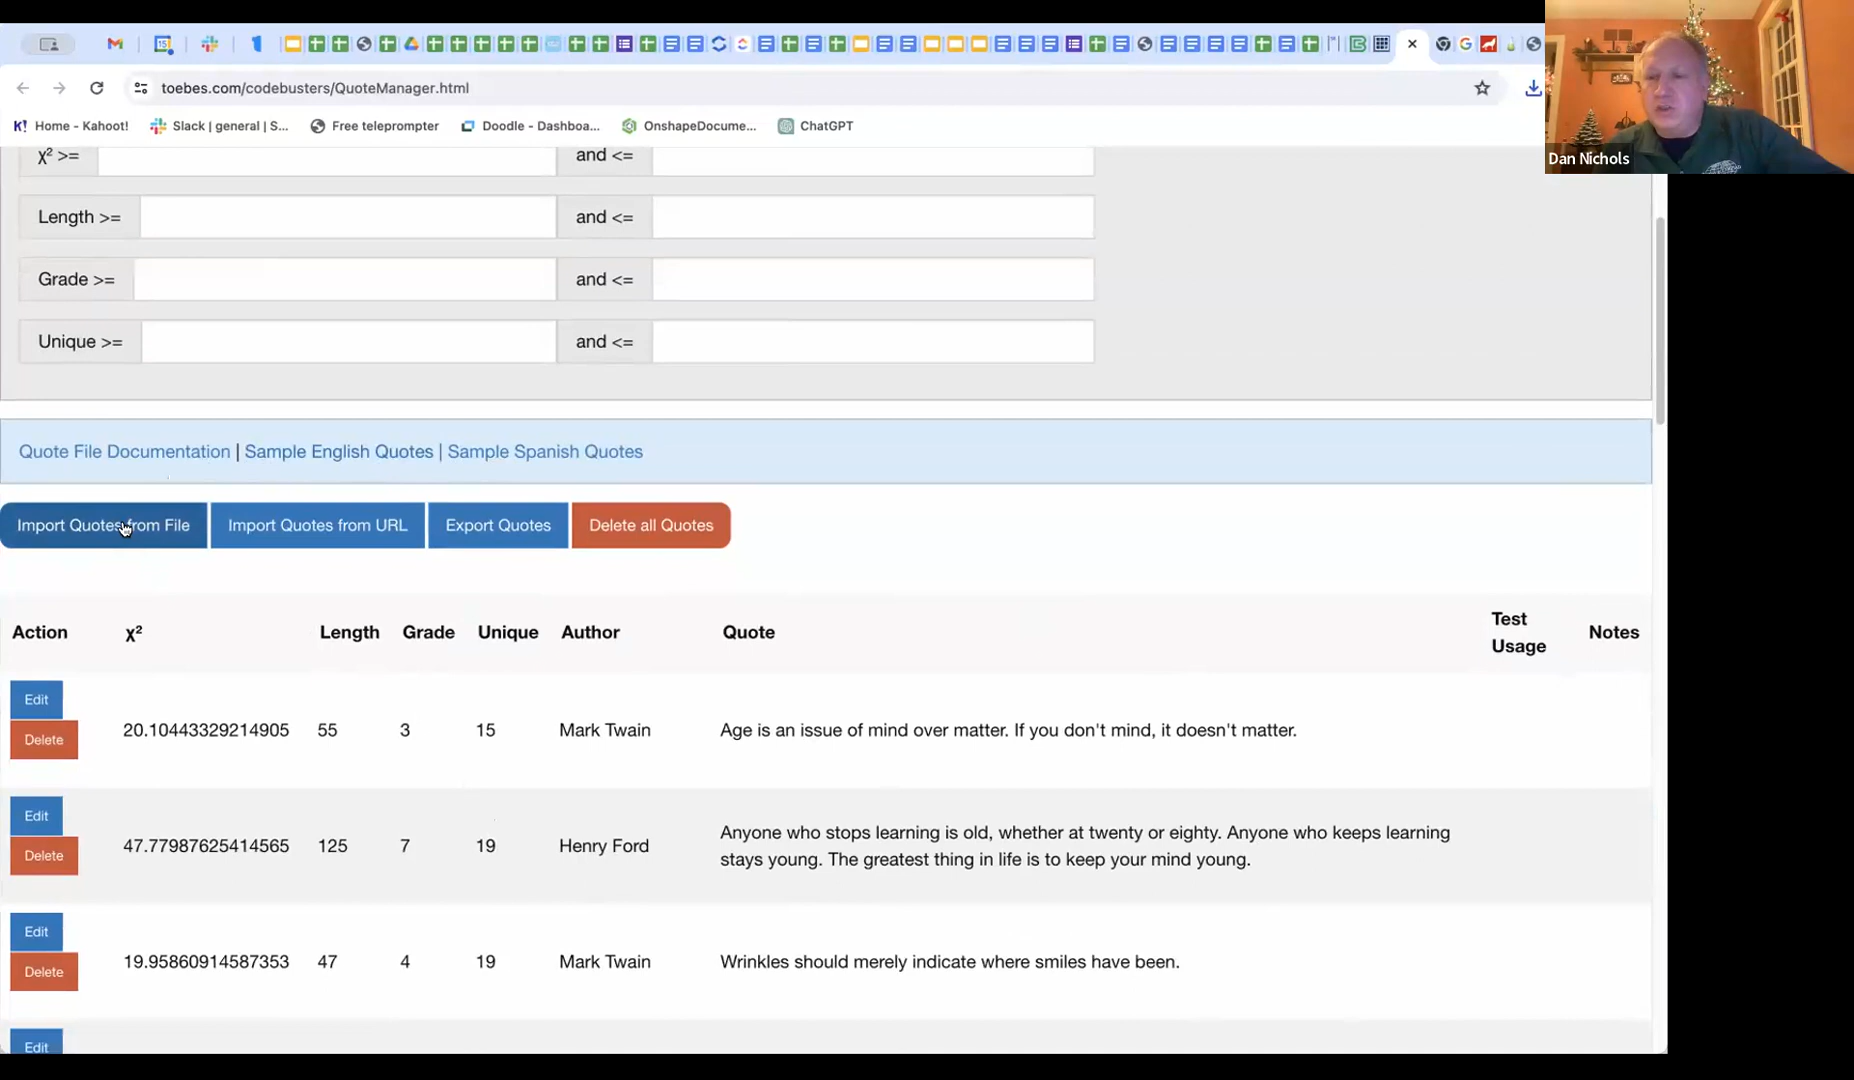 toebes.com/codebusters/QuoteManager.html
Home - Kahoot! Slack | general | S... Free teleprompter Doodle - Dashboa... OnshapeDocume... ChatGPT
Dan Nichols
χ² >= and <=
Length >= and <=
Grade >= and <=
Unique >= and <=
Quote File Documentation | Sample English Quotes | Sample Spanish Quotes
Import Quotes from File Import Quotes from URL Export Quotes Delete all Quotes
Action χ² Length Grade Unique Author Quote Test Usage Notes
Edit
Delete
20.10443329214905 55 3 15 Mark Twain Age is an issue of mind over matter. If you don't mind, it doesn't matter.
Edit
Delete
47.77987625414565 125 7 19 Henry Ford Anyone who stops learning is old, whether at twenty or eighty. Anyone who keeps learning
stays young. The greatest thing in life is to keep your mind young.
Edit
Delete
19.95860914587353 47 4 19 Mark Twain Wrinkles should merely indicate where smiles have been.
Edit